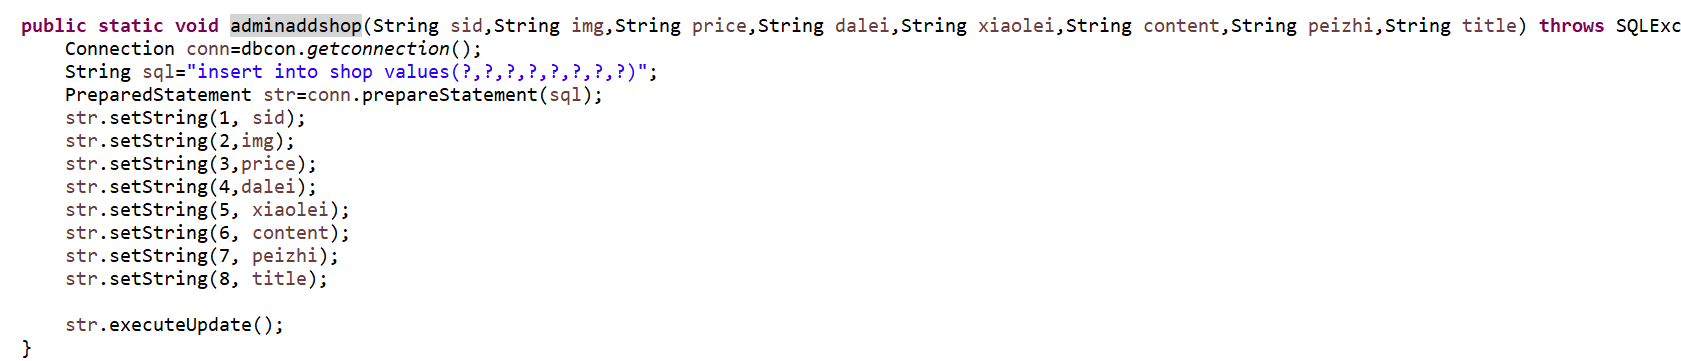 public static void adminaddshop(String sid,String img,String price,String dalei,String xiaolei,String content,String peizhi,String title) throws SQLExc
Connection conn=dbcon.getconnection();
String sql="insert into shop values(?,?,?,?,?,?,?,?)";
PreparedStatement str=conn.prepareStatement(sql);
str.setString(1, sid);
str.setString(2,img);
str.setString(3,price);
str.setString(4,dalei);
str.setString(5, xiaolei);
str.setString(6, content);
str.setString(7, peizhi);
str.setString(8, title);
str.executeUpdate();
}